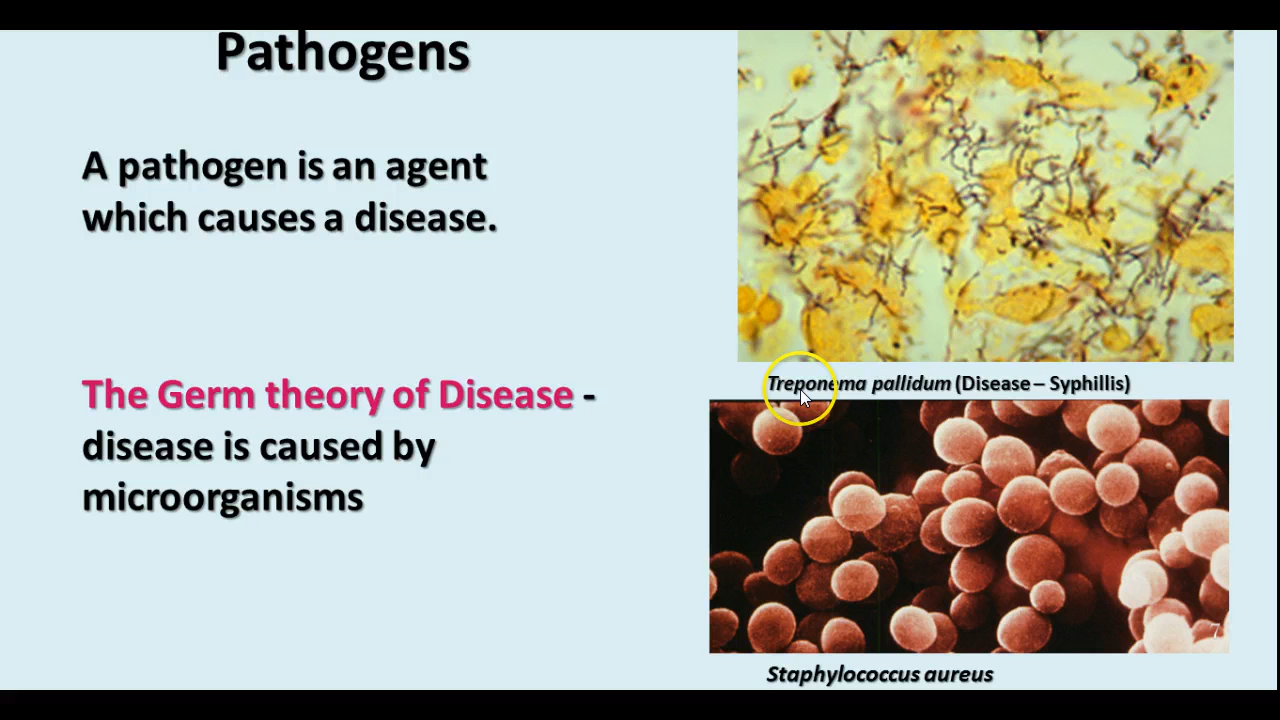 Pathogens
A pathogen is an agent
which causes a disease.
The Germ theory of Disease -
disease is caused by
microorganisms
Treponema pallidum (Disease – Syphillis)
7
Staphylococcus aureus